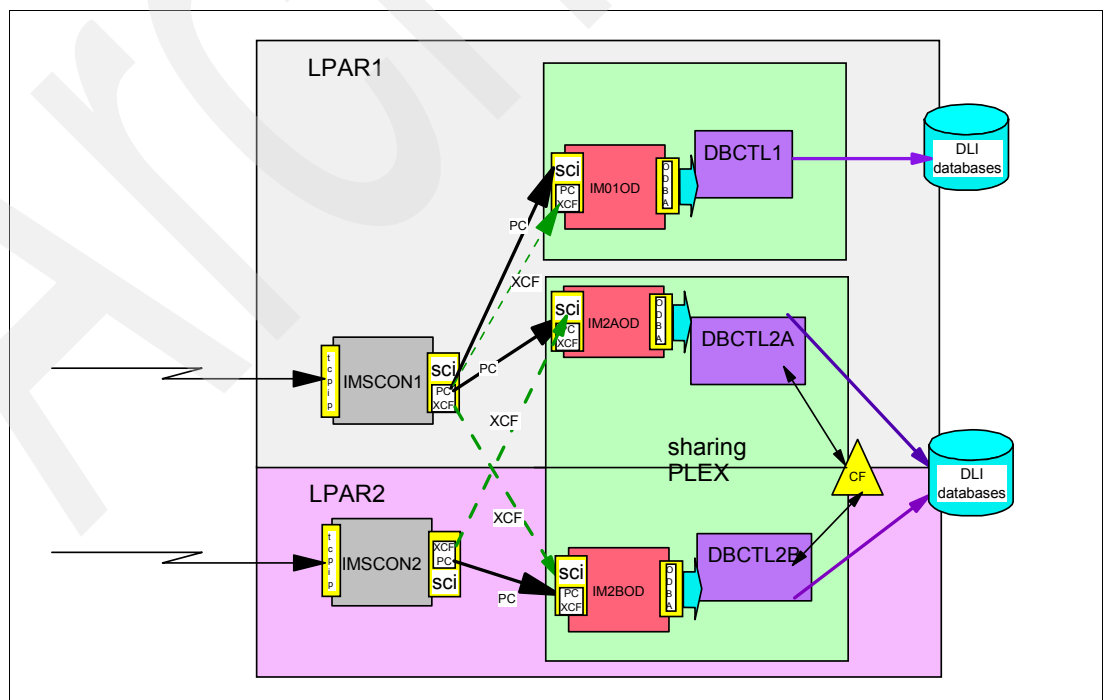 LPAR1
sci
PC
XCF
IM01OD
ODBA
DBCTL1
DLI
databases
PC
XCF
sci
PC
XCF
IM2AOD
ODBA
DBCTL2A
tcpip
IMSCON1
sci
PC
XCF
PC
XCF
sharing
PLEX
CF
DLI
databases
LPAR2
XCF
tcpip
IMSCON2
XCF
PC
sci
PC
sci
PC
XCF
IM2BOD
ODBA
DBCTL2B